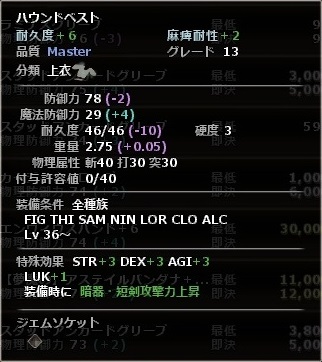 ハウンドベスト
耐久度+6 麻痺耐性+2
品質 Master グレード 13
分類 上衣
防御力 78 (-2)
魔法防御力 29 (+4)
耐久度 46/46 (-10) 硬度 3
重量 2.75 (+0.05)
物理属性 斬40 打30 突30
付与許容値 0/40
装備条件 全種族
FIG THI SAM NIN LOR CLO ALC
Lv 36～
特殊効果 STR+3 DEX+3 AGI+3
LUK+1
装備時に 暗器・短剣攻撃力上昇
ジェムソケット